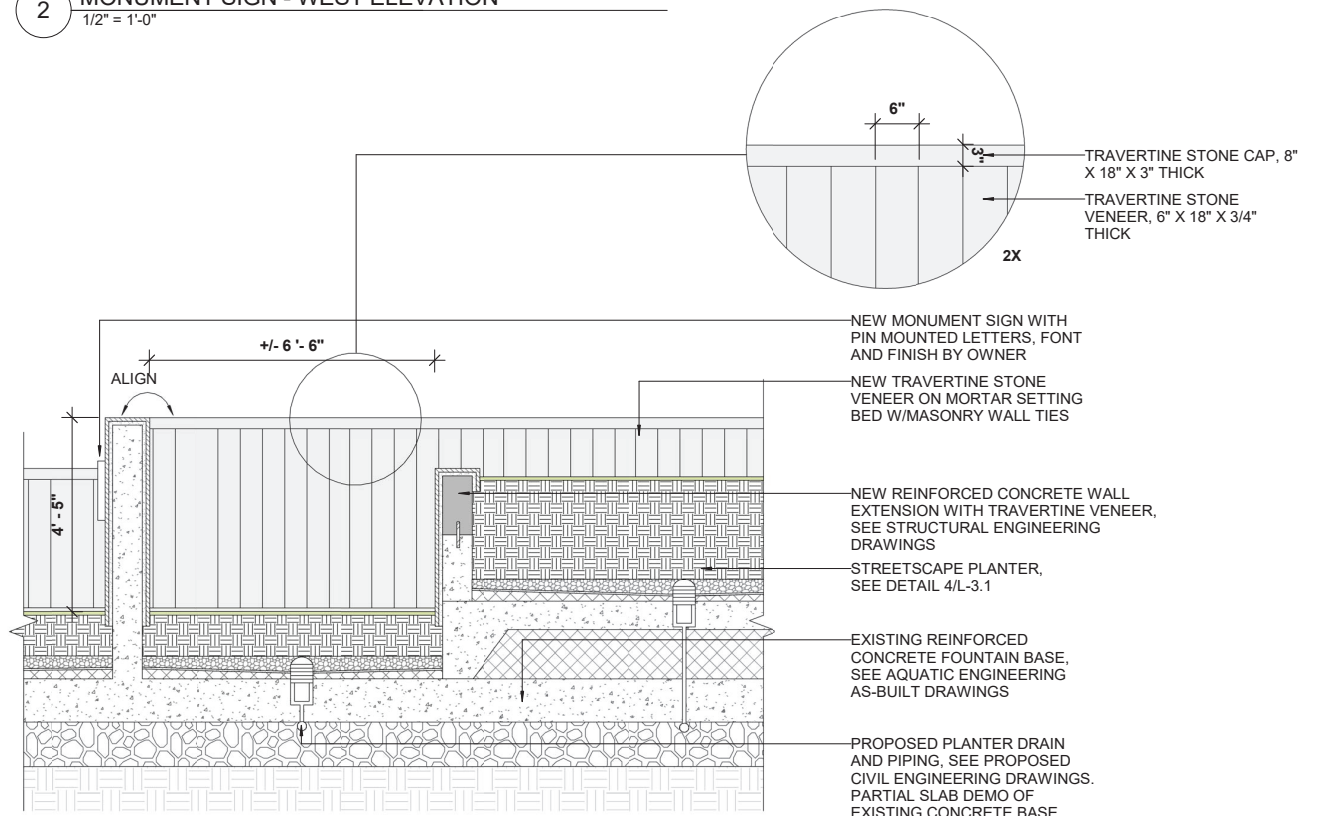 2
MONUMENT SIGN - WEST ELEVATION
1/2" = 1'-0"
6"
3"
TRAVERTINE STONE CAP, 8"
X 18" X 3" THICK
TRAVERTINE STONE
VENEER, 6" X 18" X 3/4"
THICK
2X
NEW MONUMENT SIGN WITH
PIN MOUNTED LETTERS, FONT
AND FINISH BY OWNER
+/- 6 '- 6"
ALIGN
NEW TRAVERTINE STONE
VENEER ON MORTAR SETTING
BED W/MASONRY WALL TIES
4' - 5"
NEW REINFORCED CONCRETE WALL
EXTENSION WITH TRAVERTINE VENEER,
SEE STRUCTURAL ENGINEERING
DRAWINGS
STREETSCAPE PLANTER,
SEE DETAIL 4/L-3.1
EXISTING REINFORCED
CONCRETE FOUNTAIN BASE,
SEE AQUATIC ENGINEERING
AS-BUILT DRAWINGS
PROPOSED PLANTER DRAIN
AND PIPING, SEE PROPOSED
CIVIL ENGINEERING DRAWINGS.
PARTIAL SLAB DEMO OF
EXISTING CONCRETE BASE